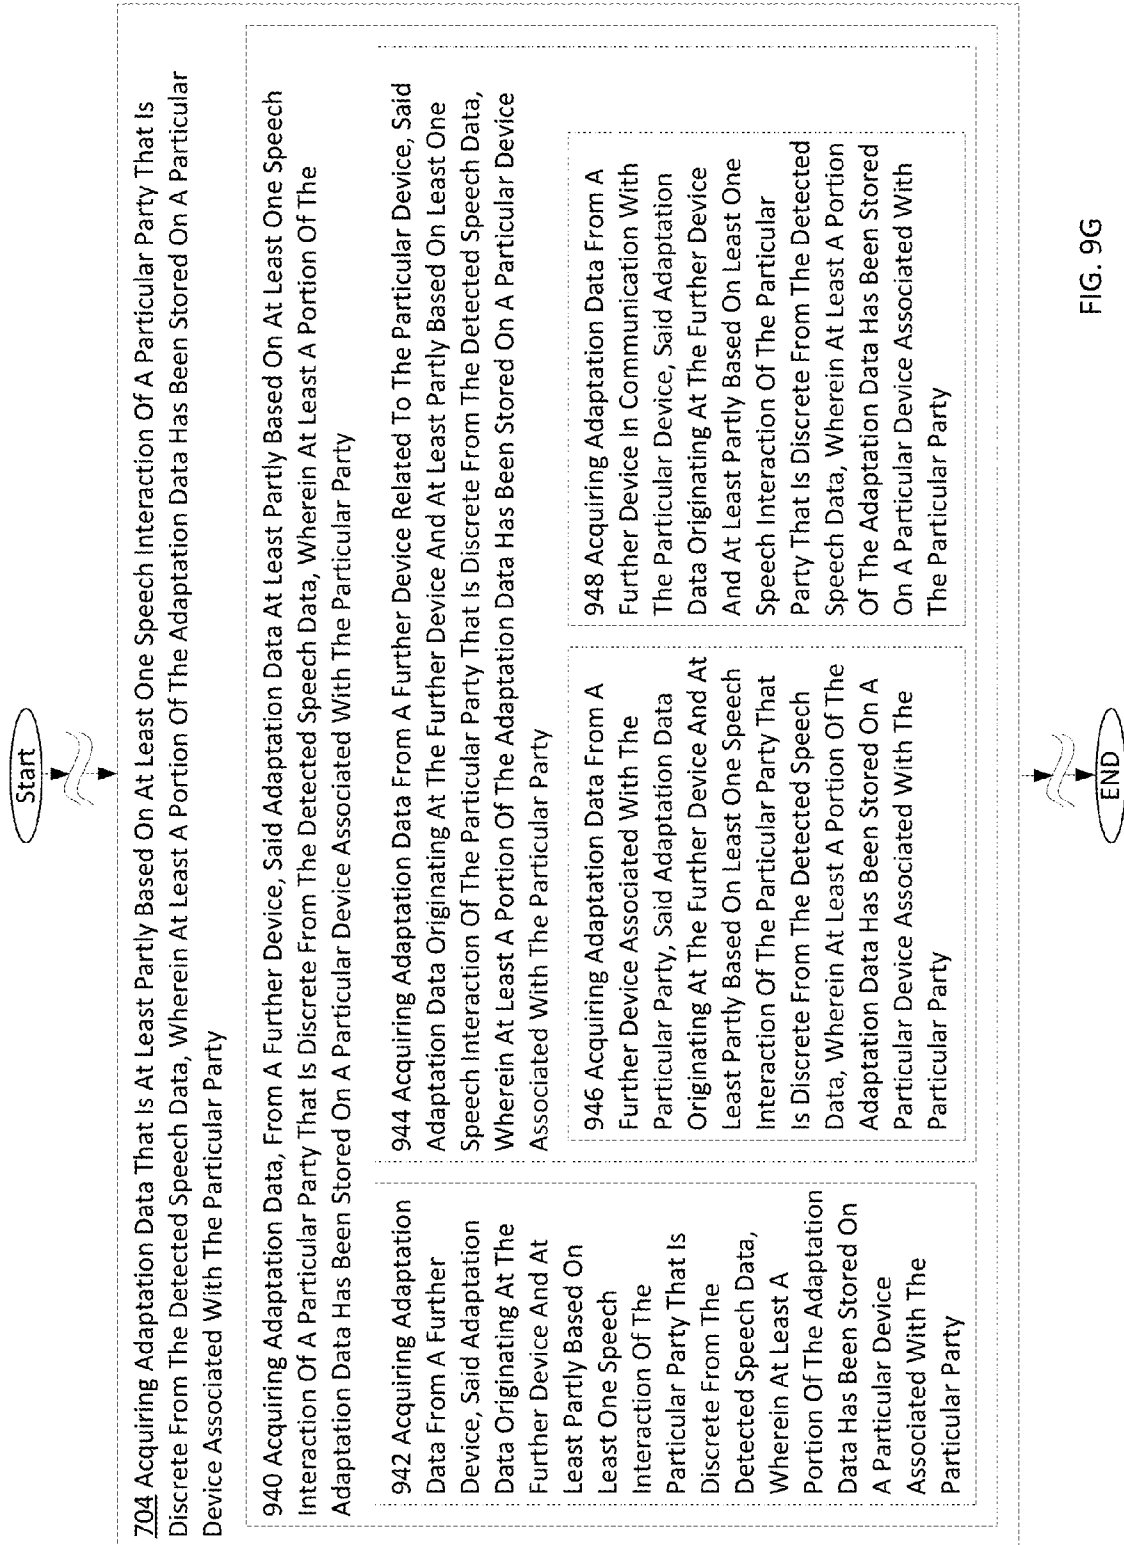 Start
704 Acquiring Adaptation Data That Is At Least Partly Based On At Least One Speech Interaction Of A Particular Party That Is
Discrete From The Detected Speech Data, Wherein At Least A Portion Of The Adaptation Data Has Been Stored On A Particular
Device Associated With The Particular Party
940 Acquiring Adaptation Data, From A Further Device, Said Adaptation Data At Least Partly Based On At Least One Speech
Interaction Of A Particular Party That Is Discrete From The Detected Speech Data, Wherein At Least A Portion Of The
Adaptation Data Has Been Stored On A Particular Device Associated With The Particular Party
942 Acquiring Adaptation
Data From A Further
Device, Said Adaptation
Data Originating At The
Further Device And At
Least Partly Based On
Least One Speech
Interaction Of The
Particular Party That Is
Discrete From The
Detected Speech Data,
Wherein At Least A
Portion Of The Adaptation
Data Has Been Stored On
A Particular Device
Associated With The
Particular Party
944 Acquiring Adaptation Data From A Further Device Related To The Particular Device, Said
Adaptation Data Originating At The Further Device And At Least Partly Based On Least One
Speech Interaction Of The Particular Party That Is Discrete From The Detected Speech Data,
Wherein At Least A Portion Of The Adaptation Data Has Been Stored On A Particular Device
Associated With The Particular Party
946 Acquiring Adaptation Data From A
Further Device Associated With The
Particular Party, Said Adaptation Data
Originating At The Further Device And At
Least Partly Based On Least One Speech
Interaction Of The Particular Party That
Is Discrete From The Detected Speech
Data, Wherein At Least A Portion Of The
Adaptation Data Has Been Stored On A
Particular Device Associated With The
Particular Party
948 Acquiring Adaptation Data From A
Further Device In Communication With
The Particular Device, Said Adaptation
Data Originating At The Further Device
And At Least Partly Based On Least One
Speech Interaction Of The Particular
Party That Is Discrete From The Detected
Speech Data, Wherein At Least A Portion
Of The Adaptation Data Has Been Stored
On A Particular Device Associated With
The Particular Party
END
FIG. 9G